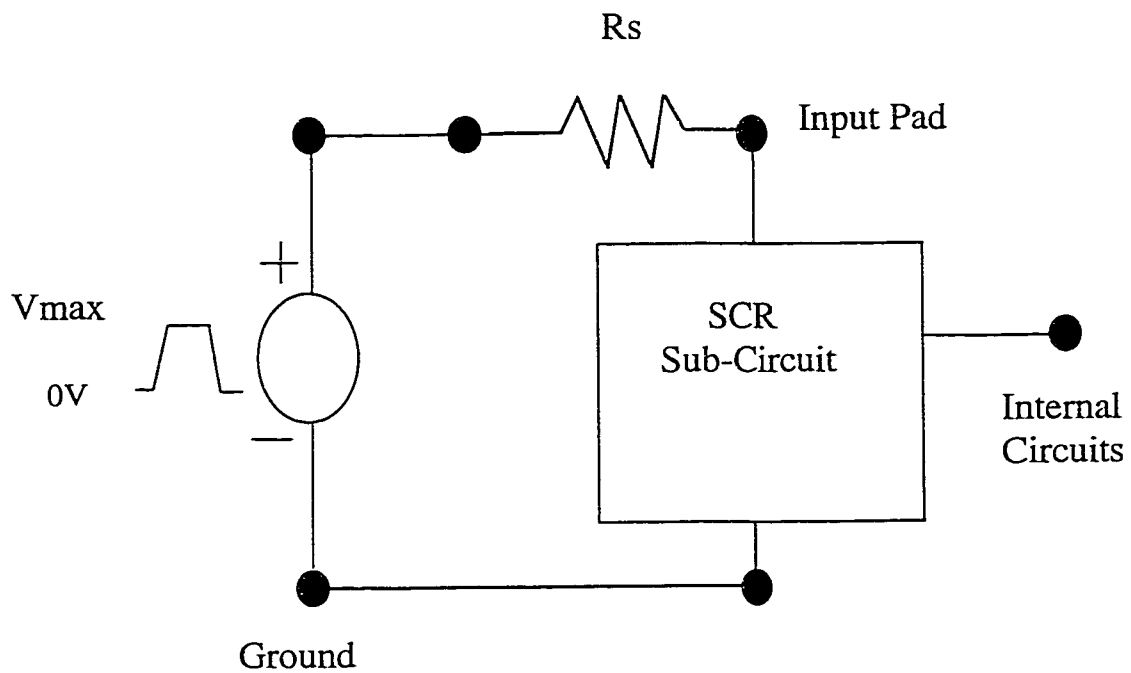 Rs
Input Pad
+
Vmax
0V
−
SCR
Sub-Circuit
Internal
Circuits
Ground